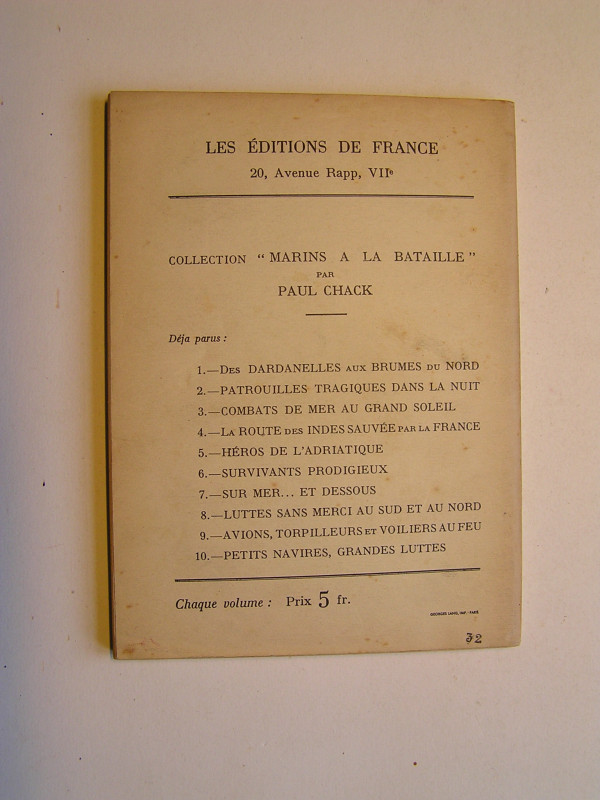 LES ÉDITIONS DE FRANCE
20, Avenue Rapp, VIIe
COLLECTION “ MARINS A LA BATAILLE ”
PAR
PAUL CHACK
Déja parus :
1.—DES DARDANELLES AUX BRUMES DU NORD
2.—PATROUILLES TRAGIQUES DANS LA NUIT
3.—COMBATS DE MER AU GRAND SOLEIL
4.—LA ROUTE DES INDES SAUVÉE PAR LA FRANCE
5.—HÉROS DE L'ADRIATIQUE
6.—SURVIVANTS PRODIGIEUX
7.—SUR MER... ET DESSOUS
8.—LUTTES SANS MERCI AU SUD ET AU NORD
9.—AVIONS, TORPILLEURS ET VOILIERS AU FEU
10.—PETITS NAVIRES, GRANDES LUTTES
Chaque volume : Prix 5 fr.
GEORGES LANG, IMP. - PARIS
32